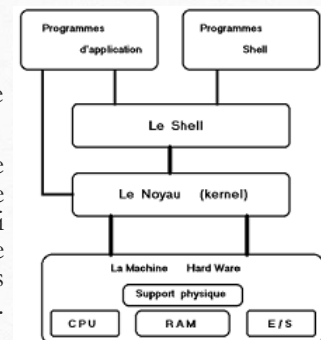 Programmes
d'application
Programmes
Shell
e
Le Shell
e
e
Le Noyau (kernel)
i
e
s
.
La Machine Hard Ware
Support physique
CPU
RAM
E/S